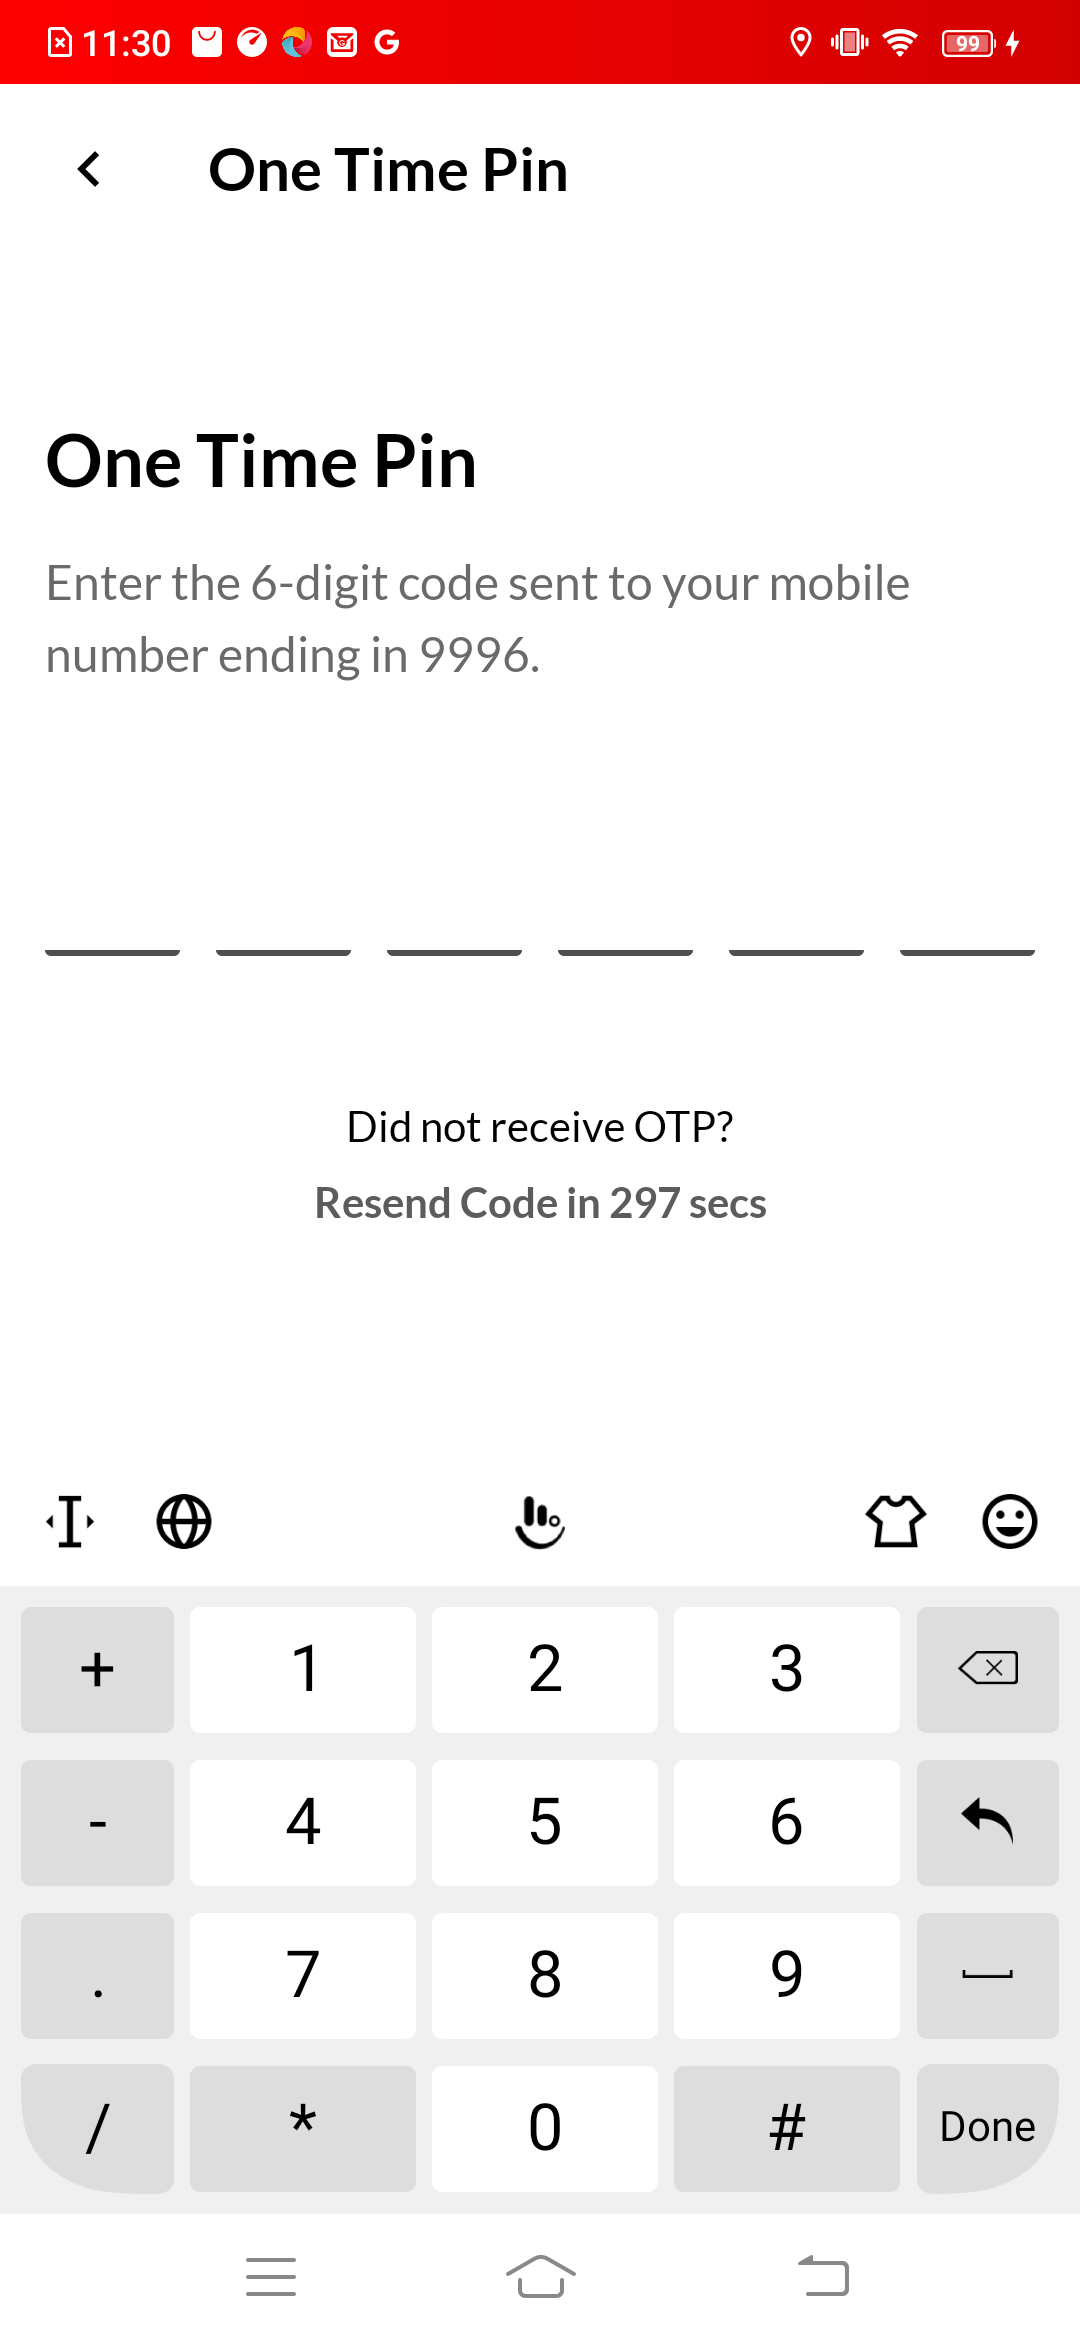 11:30
99
One Time Pin
One Time Pin
Enter the 6-digit code sent to your mobile
number ending in 9996.
Did not receive OTP?
Resend Code in 297 secs
+ 1 2 3
- 4 5 6
. 7 8 9
/ * 0 # Done